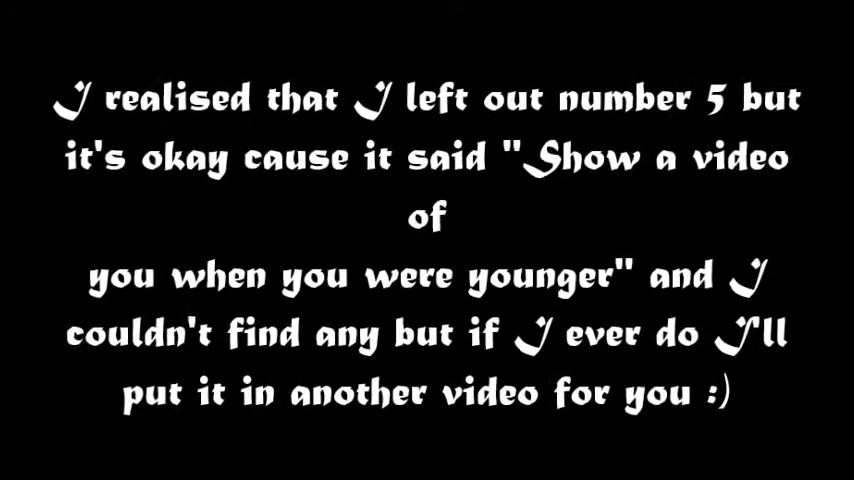 I realised that I left out number 5 but
it's okay cause it said "Show a video
of
you when you were younger" and I
couldn't find any but if I ever do I'll
put it in another video for you :)